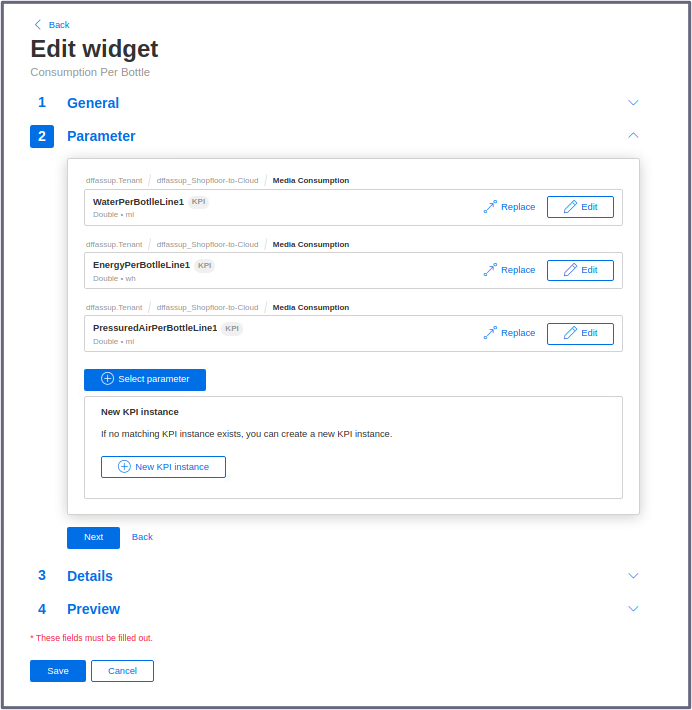 Back
Edit widget
Consumption Per Bottle
1 General
2 Parameter
dffassup.Tenant / dffassup_Shopfloor-to-Cloud / Media Consumption
WaterPerBotlleLine1 KPI
Replace Edit
Double • ml
dffassup.Tenant / dffassup_Shopfloor-to-Cloud / Media Consumption
EnergyPerBotlleLine1 KPI
Replace Edit
Double • wh
dffassup.Tenant / dffassup_Shopfloor-to-Cloud / Media Consumption
PressuredAirPerBottleLine1 KPI
Replace Edit
Double • ml
Select parameter
New KPI instance
If no matching KPI instance exists, you can create a new KPI instance.
New KPI instance
Next Back
3 Details
4 Preview
* These fields must be filled out.
Save Cancel